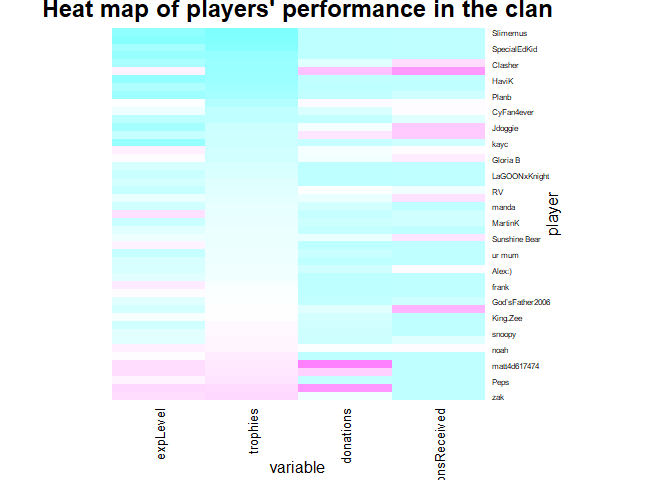 Heat map of players' performance in the clan
Slimemus
SpecialEdKid
Clasher
HaviK
Planb
CyFan4ever
Jdoggie
kayc
Gloria B
LaGOONxKnight
RV
manda
MartinK
Sunshine Bear
ur mum
Alex:)
frank
God'sFather2006
King.Zee
snoopy
noah
matt4d617474
Peps
zak
player
expLevel
trophies
donations
onsReceived
variable